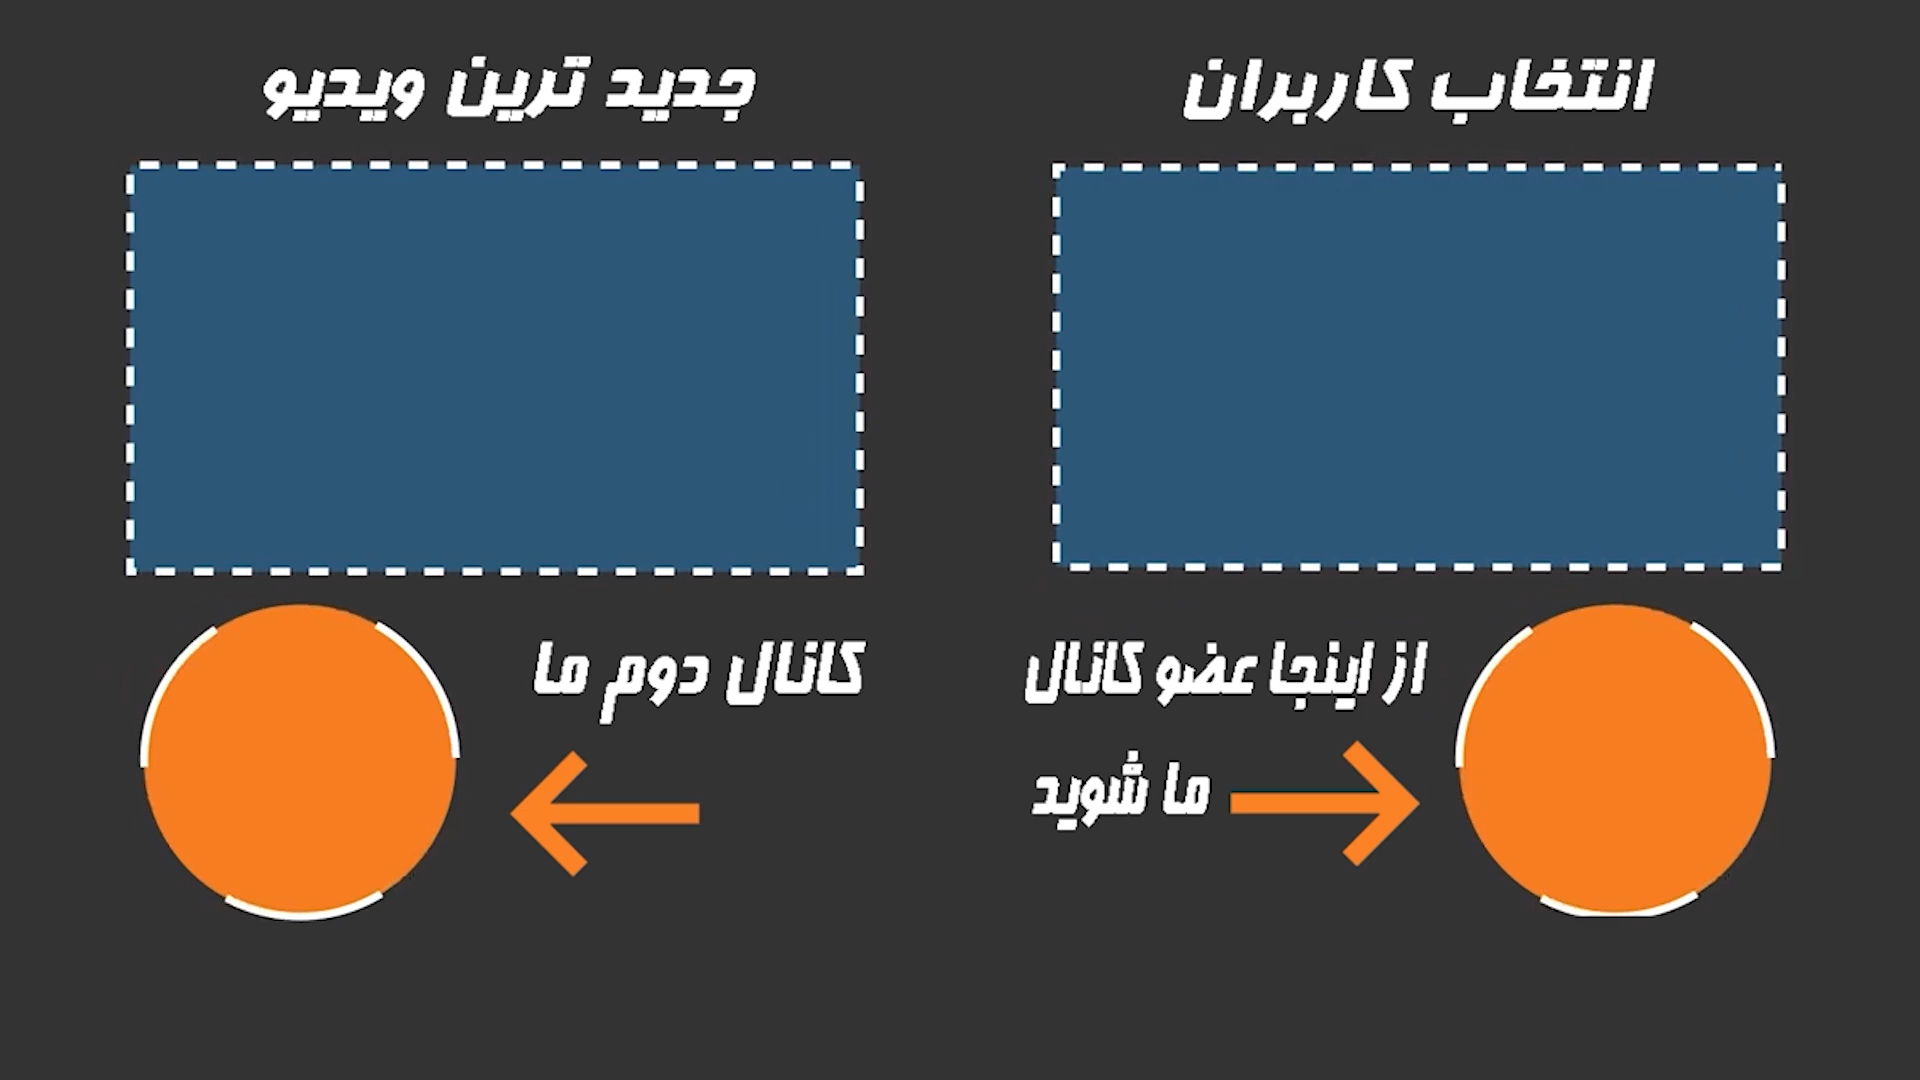 انتخاب کاربران
جدید ترین ویدیو
از اینجا عضو کانال
ما شوید
کانال دوم ما